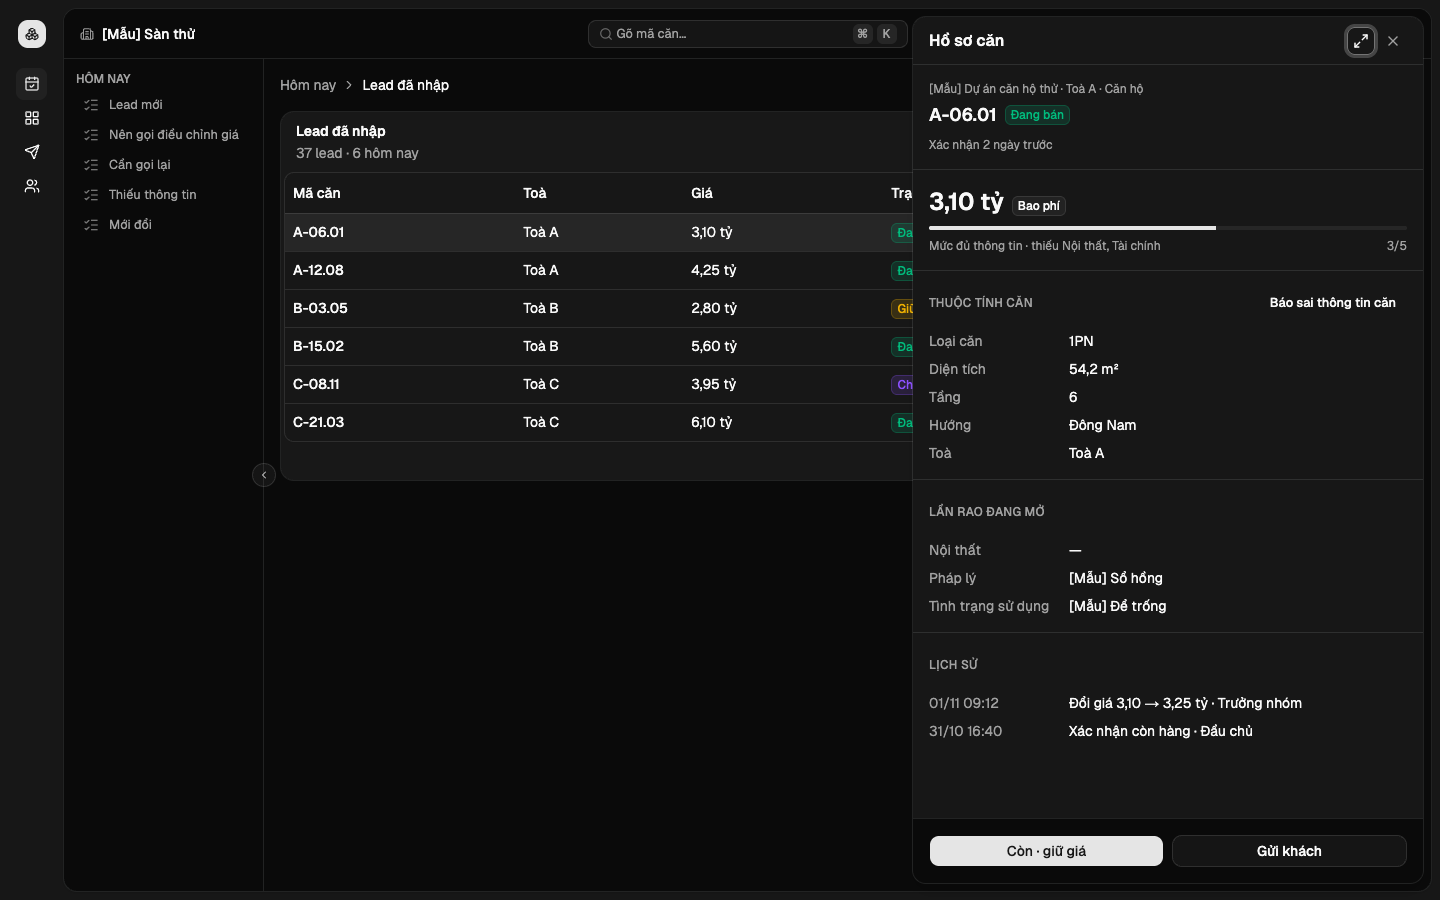 [Mẫu] Sàn thử
Gõ mã căn...
⌘ K
HÔM NAY
Lead mới
Nên gọi điều chỉnh giá
Cần gọi lại
Thiếu thông tin
Mới đổi
Hôm nay > Lead đã nhập
Lead đã nhập
37 lead · 6 hôm nay
Mã căn Toà Giá
A-06.01 Toà A 3,10 tỷ
A-12.08 Toà A 4,25 tỷ
B-03.05 Toà B 2,80 tỷ
B-15.02 Toà B 5,60 tỷ
C-08.11 Toà C 3,95 tỷ
C-21.03 Toà C 6,10 tỷ
Hồ sơ căn
[Mẫu] Dự án căn hộ thử · Toà A · Căn hộ
A-06.01 Đang bán
Xác nhận 2 ngày trước
3,10 tỷ Bao phí
Mức đủ thông tin · thiếu Nội thất, Tài chính 3/5
THUỘC TÍNH CĂN Báo sai thông tin căn
Loại căn 1PN
Diện tích 54,2 m²
Tầng 6
Hướng Đông Nam
Toà Toà A
LẦN RAO ĐANG MỞ
Nội thất —
Pháp lý [Mẫu] Sổ hồng
Tình trạng sử dụng [Mẫu] Để trống
LỊCH SỬ
01/11 09:12 Đổi giá 3,10 → 3,25 tỷ · Trưởng nhóm
31/10 16:40 Xác nhận còn hàng · Đầu chủ
Còn · giữ giá
Gửi khách